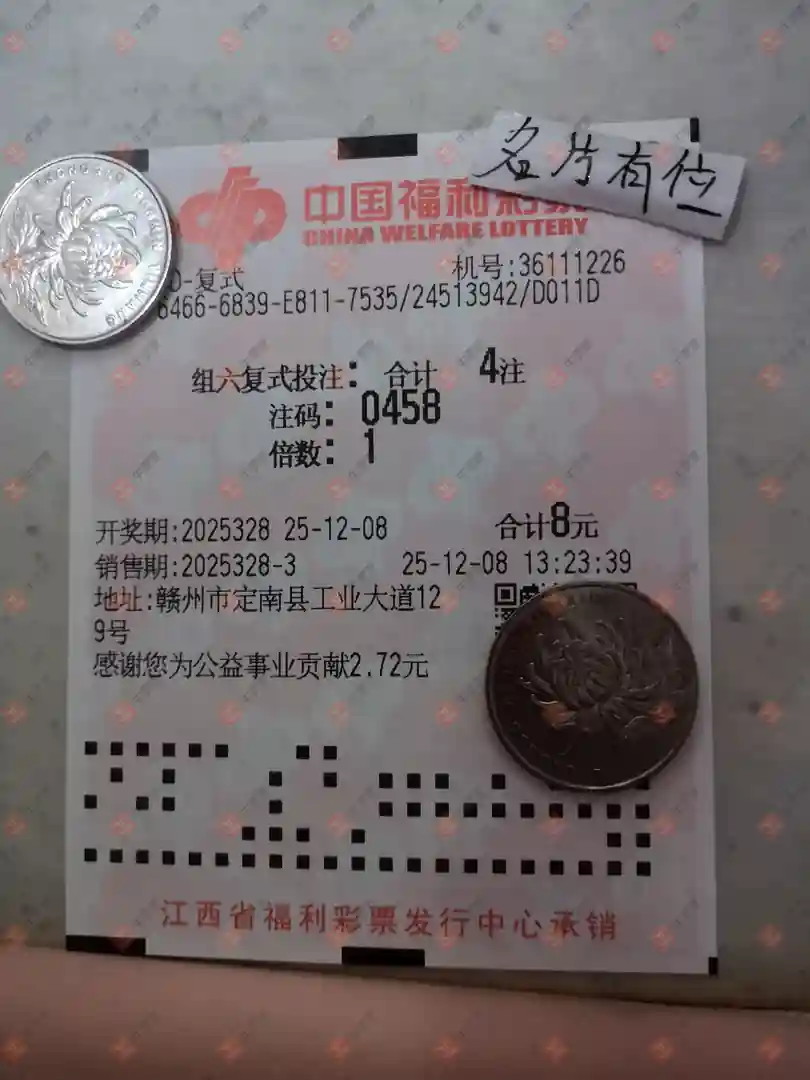 名片有位
中国福利彩票
CHINA WELFARE LOTTERY
D-复式 机号:36111226
6466-6839-E811-7535/24513942/D011D
组六复式投注: 合计 4注
注码: 0458
倍数: 1
开奖期:2025328 25-12-08 合计8元
销售期:2025328-3 25-12-08 13:23:39
地址:赣州市定南县工业大道12
9号
感谢您为公益事业贡献2.72元
江西省福利彩票发行中心承销